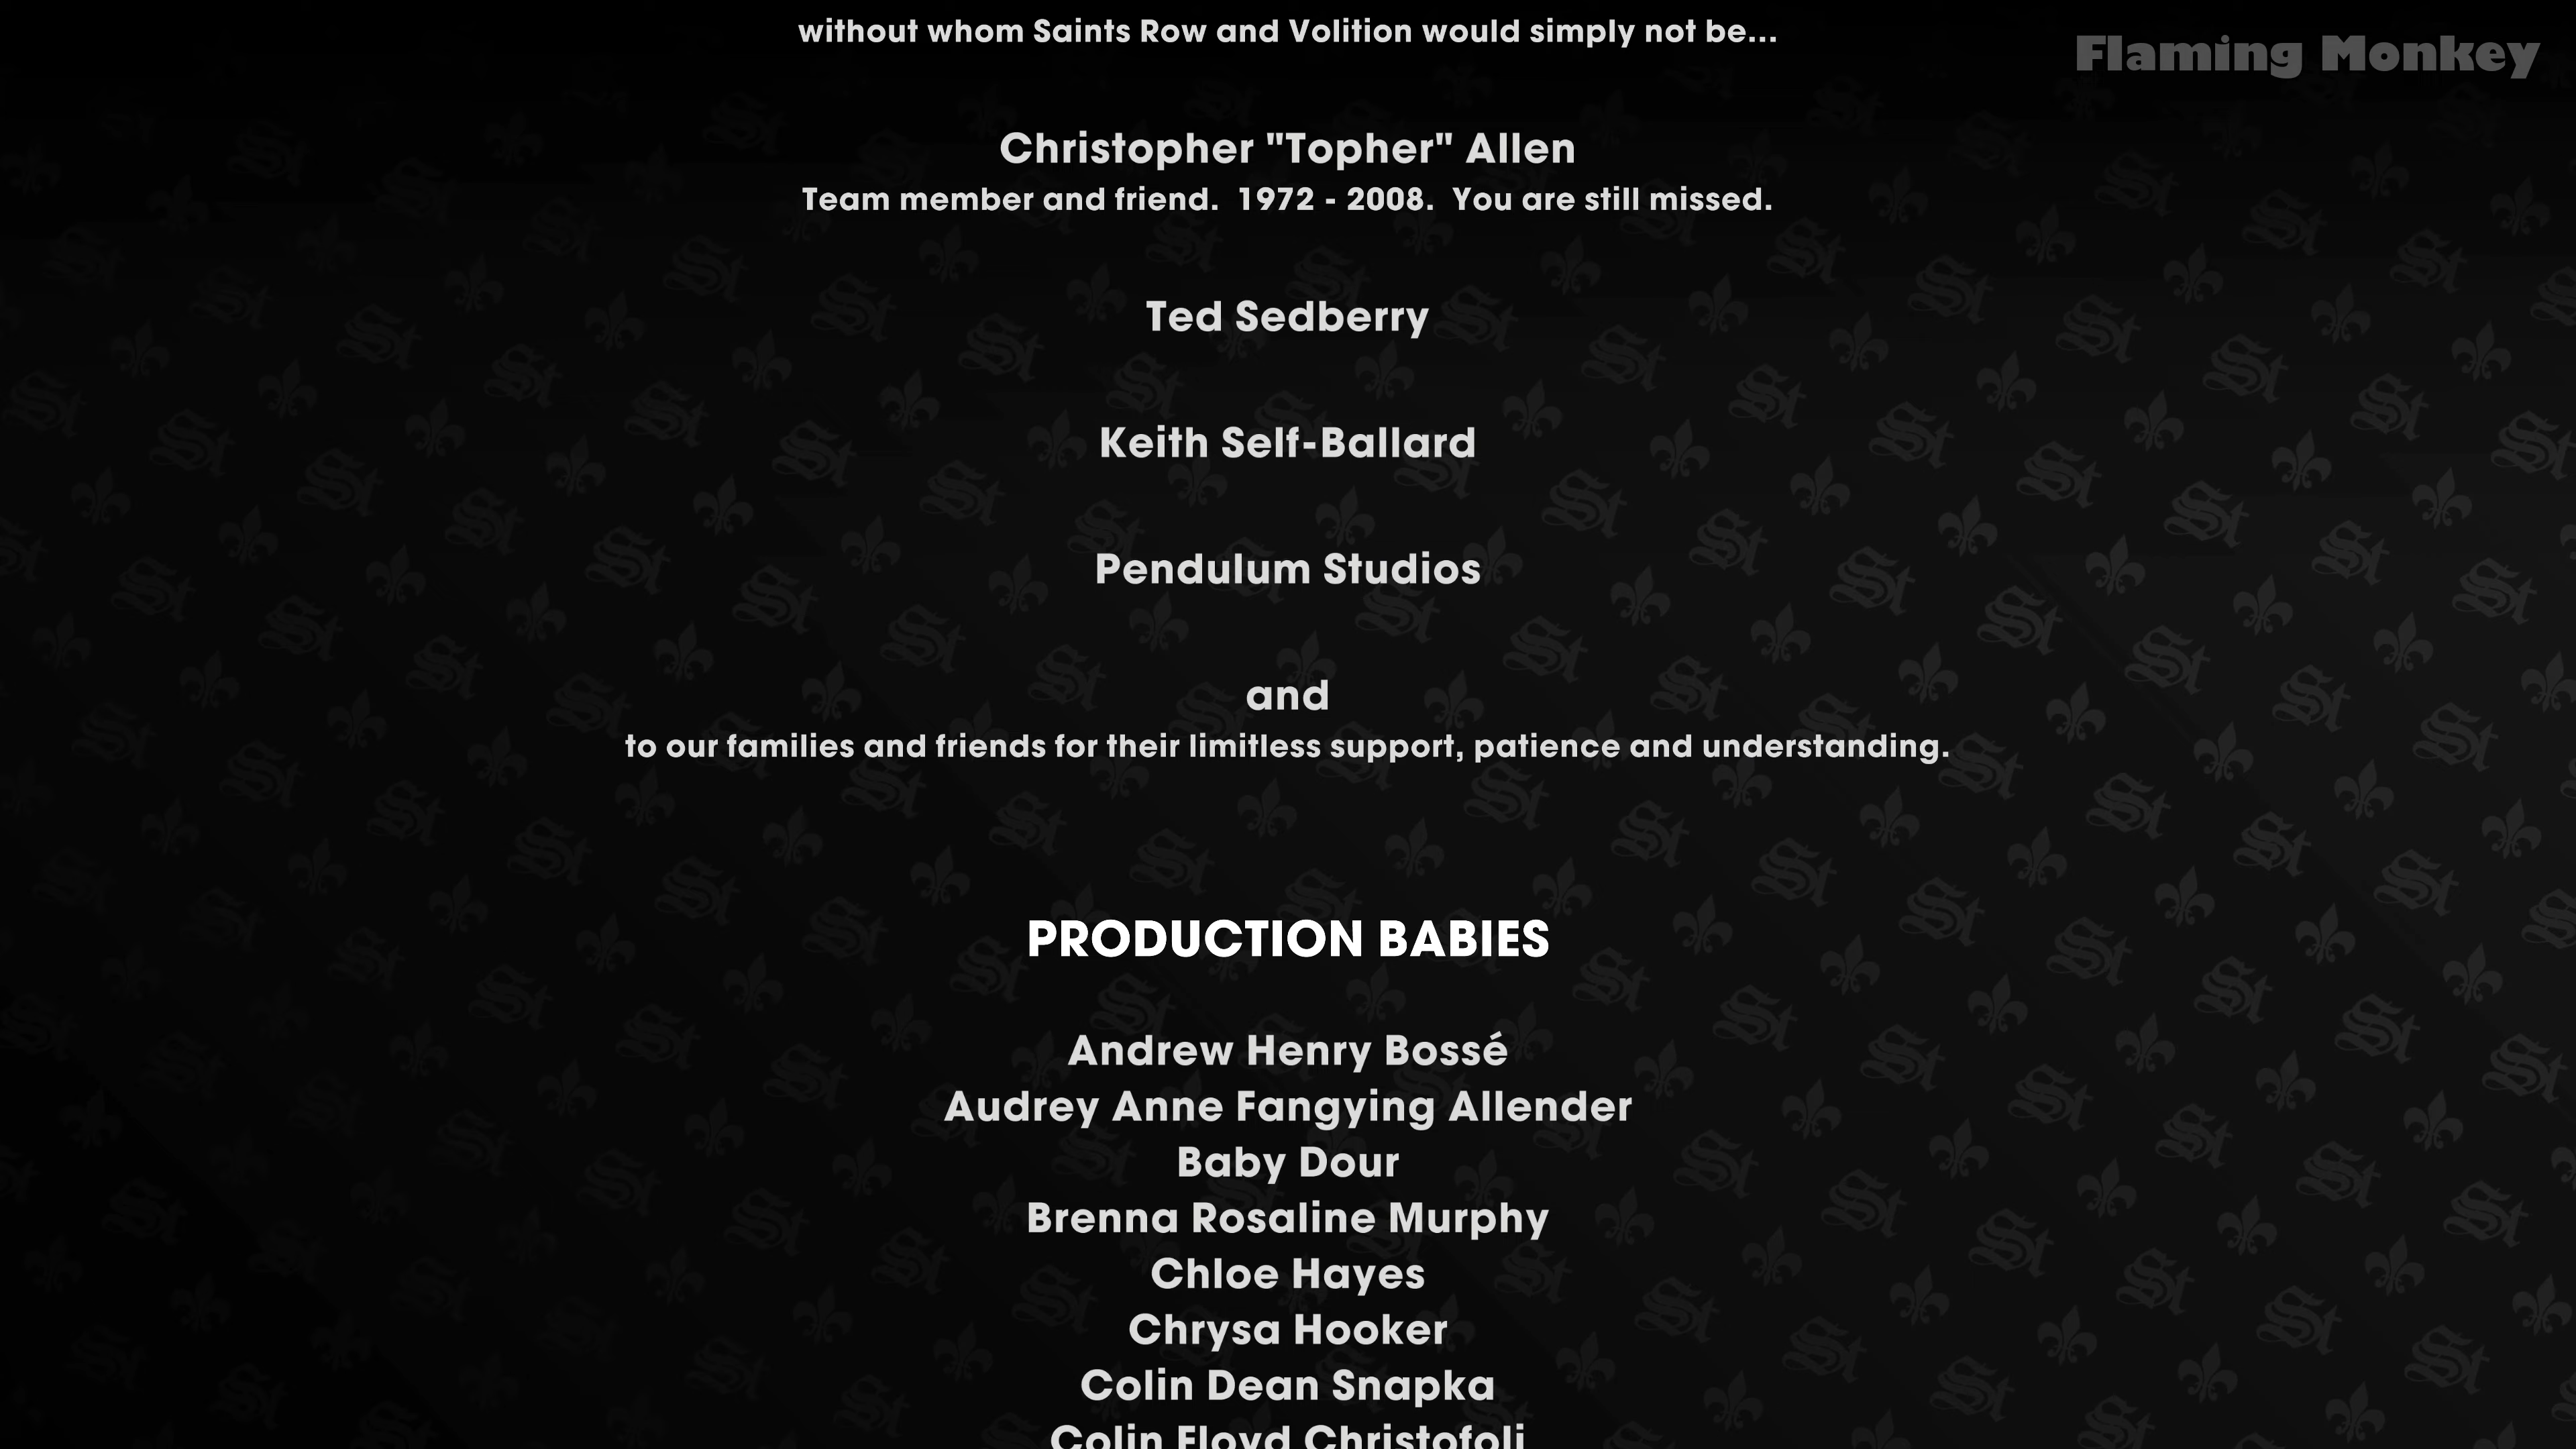 without whom Saints Row and Volition would simply not be...
Flaming Monkey
Christopher "Topher" Allen
Team member and friend.  1972 - 2008.  You are still missed.
Ted Sedberry
Keith Self-Ballard
Pendulum Studios
and
to our families and friends for their limitless support, patience and understanding.
PRODUCTION BABIES
Andrew Henry Bossé
Audrey Anne Fangying Allender
Baby Dour
Brenna Rosaline Murphy
Chloe Hayes
Chrysa Hooker
Colin Dean Snapka
Colin Floyd Christofoli